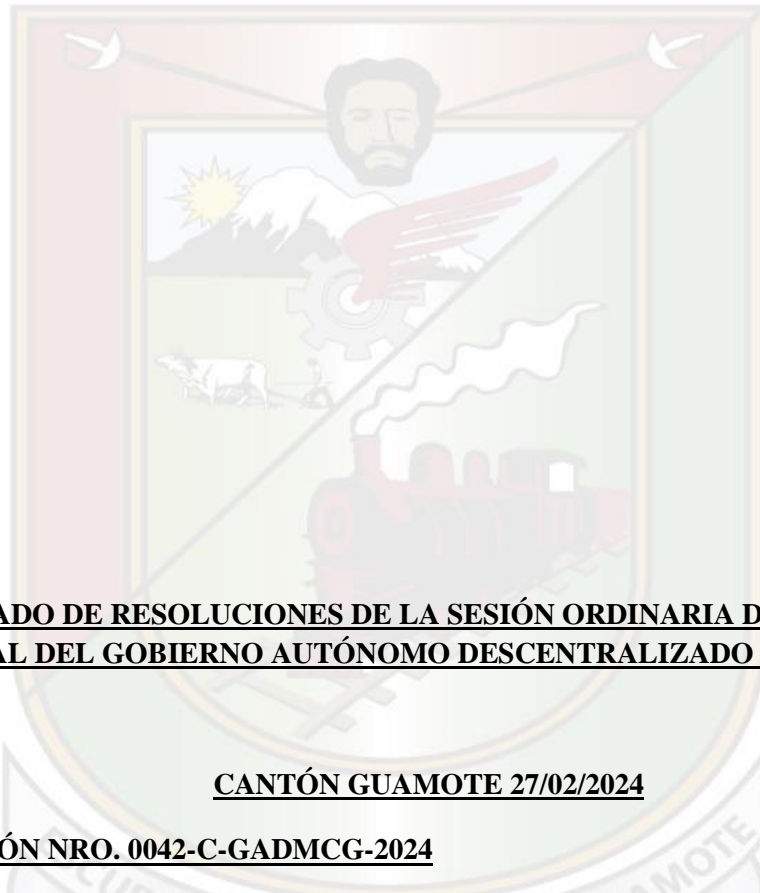 ADO DE RESOLUCIONES DE LA SESIÓN ORDINARIA D
AL DEL GOBIERNO AUTÓNOMO DESCENTRALIZADO
CANTÓN GUAMOTE 27/02/2024
ÓN NRO. 0042-C-GADMCG-2024